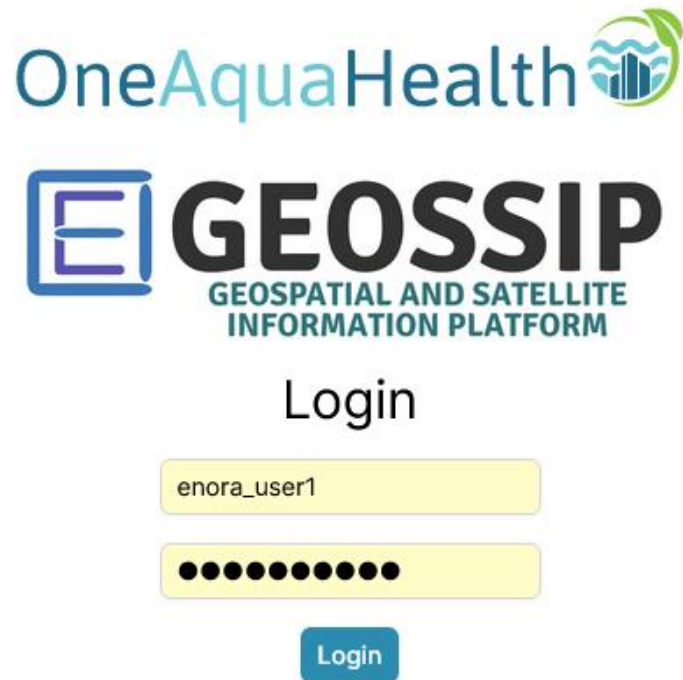 OneAquaHealth
GEOSSIP
GEOSPATIAL AND SATELLITE
INFORMATION PLATFORM
Login
enora_user1
●●●●●●●●●●
Login